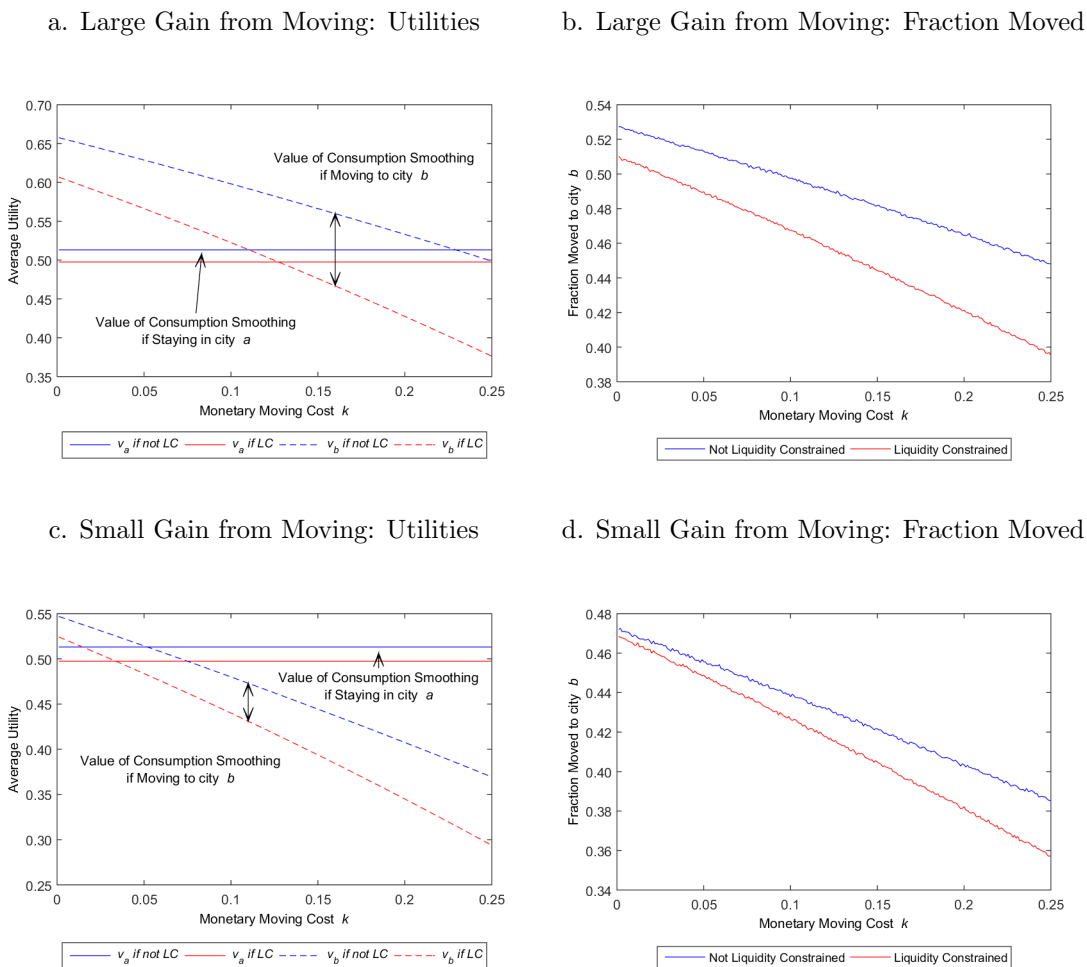 a. Large Gain from Moving: Utilities
b. Large Gain from Moving: Fraction Moved
0.70
0.65
0.60
0.55
0.50
0.45
0.40
0.35
Average Utility
Value of Consumption Smoothing
if Moving to city b
Value of Consumption Smoothing
if Staying in city a
0
0.05
0.1
0.15
0.2
0.25
Monetary Moving Cost k
v_a if not LC
v_a if LC
v_b if not LC
v_b if LC
0.54
0.52
0.50
0.48
0.46
0.44
0.42
0.40
0.38
Fraction Moved to city b
0
0.05
0.1
0.15
0.2
0.25
Monetary Moving Cost k
Not Liquidity Constrained
Liquidity Constrained
c. Small Gain from Moving: Utilities
d. Small Gain from Moving: Fraction Moved
0.55
0.50
0.45
0.40
0.35
0.30
0.25
Average Utility
Value of Consumption Smoothing
if Staying in city a
Value of Consumption Smoothing
if Moving to city b
0
0.05
0.1
0.15
0.2
0.25
Monetary Moving Cost k
v_a if not LC
v_a if LC
v_b if not LC
v_b if LC
0.48
0.46
0.44
0.42
0.40
0.38
0.36
0.34
Fraction Moved to city b
0
0.05
0.1
0.15
0.2
0.25
Monetary Moving Cost k
Not Liquidity Constrained
Liquidity Constrained